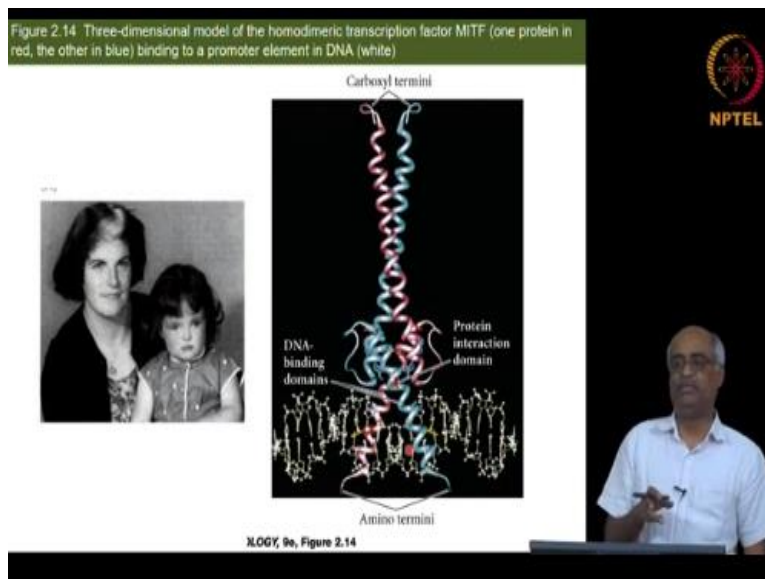 Figure 2.14 Three-dimensional model of the homodimeric transcription factor MITF (one protein in
red, the other in blue) binding to a promoter element in DNA (white)
NPTEL
Carboxyl termini
DNA-
binding
domains
Protein
interaction
domain
Amino termini
LOGY, 9e, Figure 2.14